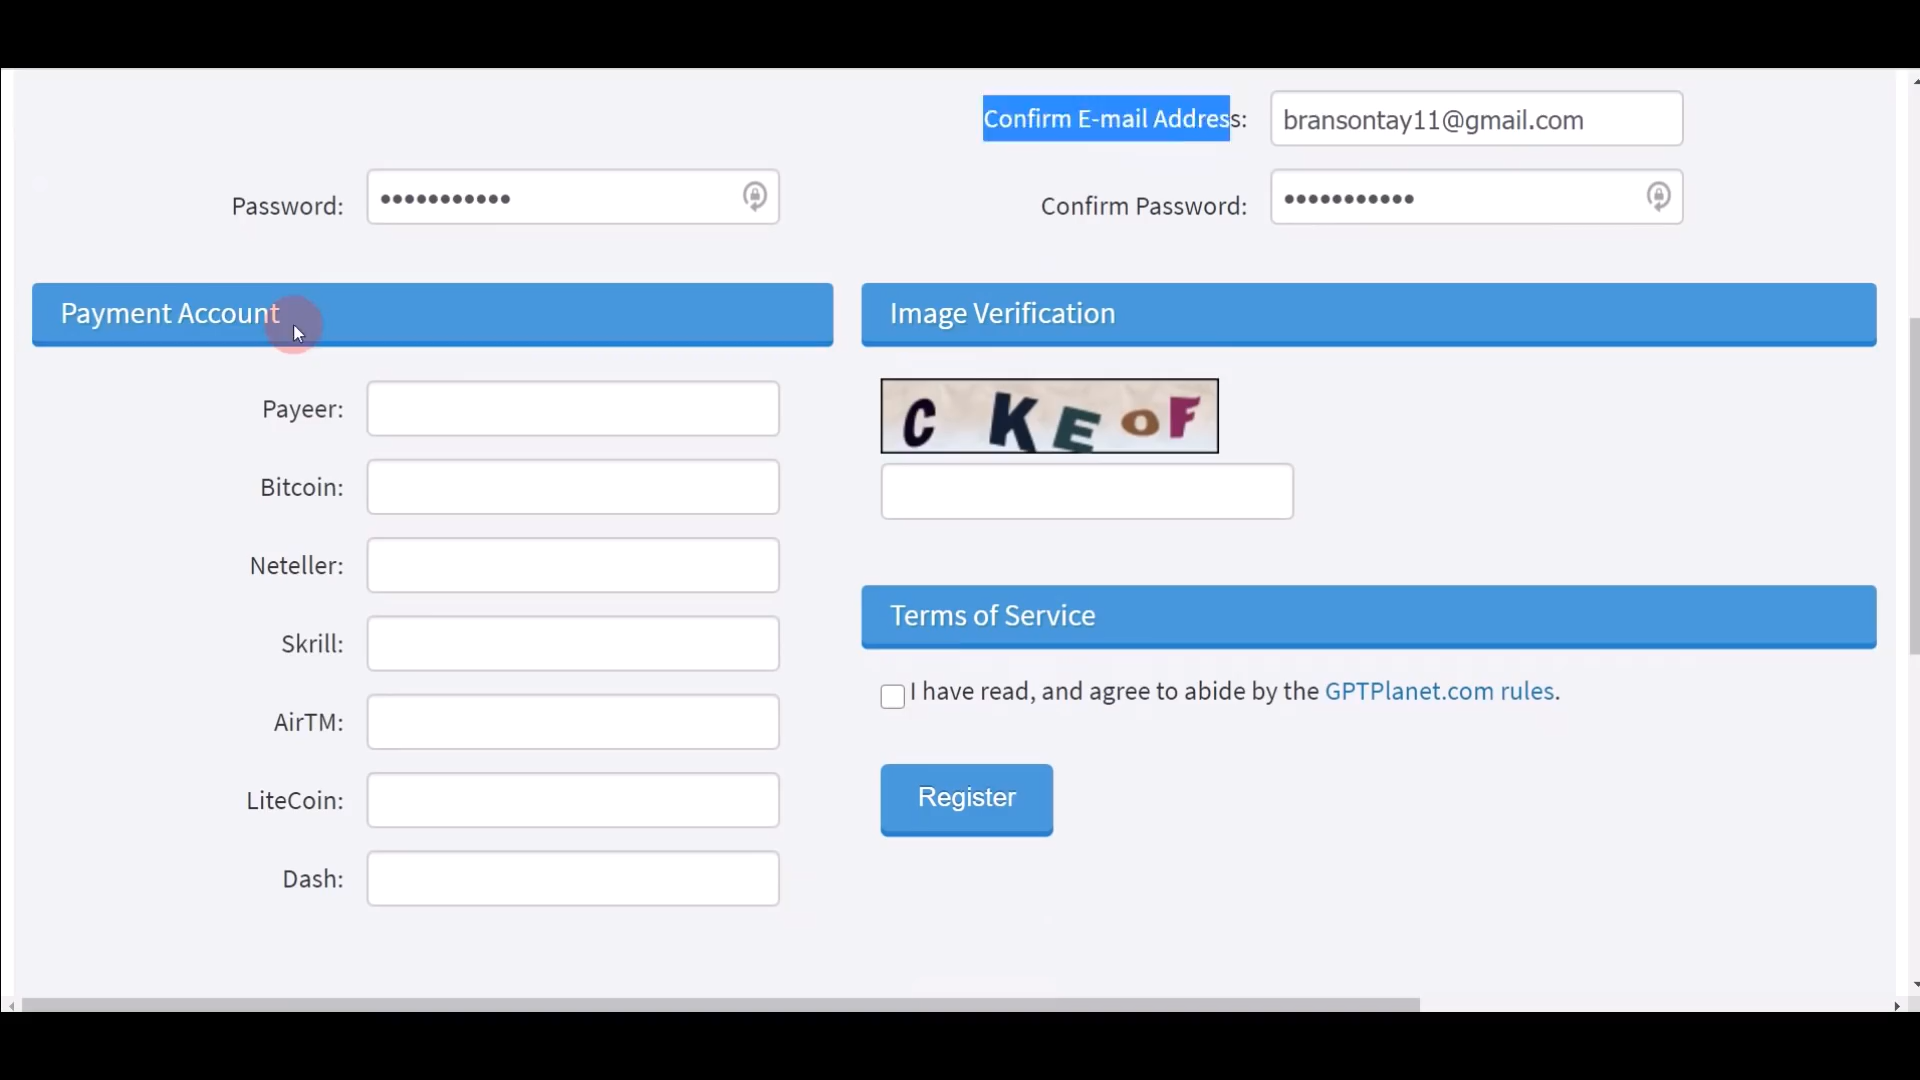 Confirm E-mail Address: bransontay11@gmail.com
Password: •••••••••••
Confirm Password: •••••••••••
Payment Account
Payeer:
Bitcoin:
Neteller:
Skrill:
AirTM:
LiteCoin:
Dash:
Image Verification
C KEOF
Terms of Service
I have read, and agree to abide by the GPTPlanet.com rules.
Register